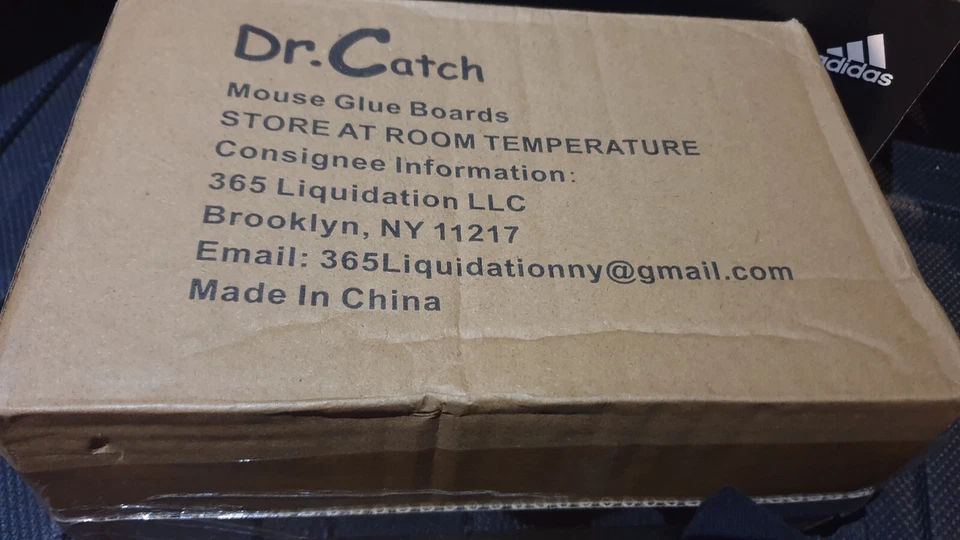 Dr.Catch
Mouse Glue Boards
STORE AT ROOM TEMPERATURE
Consignee Information:
365 Liquidation LLC
Brooklyn, NY 11217
Email: 365Liquidationny@gmail.com
Made In China
adidas